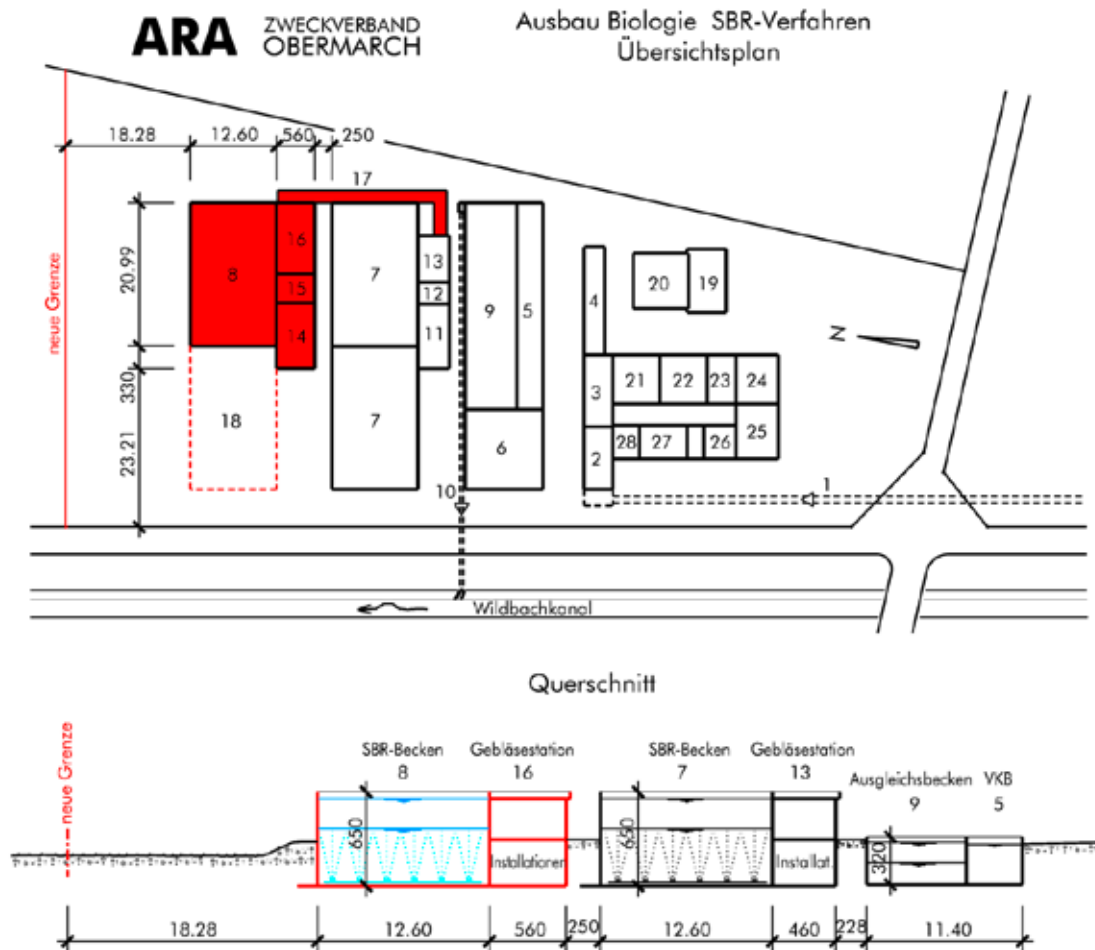 ARA ZWECKVERBAND OBERMARCH
Ausbau Biologie SBR-Verfahren
Übersichtsplan
18.28 12.60 560 250
17
neue Grenze
20.99
330
23.21
8
16
15
14
18
7
7
13
12
11
9
5
6
10
4
3
2
20
19
N
21
22
23
24
25
28
27
26
1
Wildbachkanal
Querschnitt
neue Grenze
SBR-Becken
8
Gebläsestation
16
SBR-Becken
7
Gebläsestation
13
Ausgleichsbecken
9
VKB
5
650
Installationen
650
Installat.
320
18.28 12.60 560 250 12.60 460 228 11.40